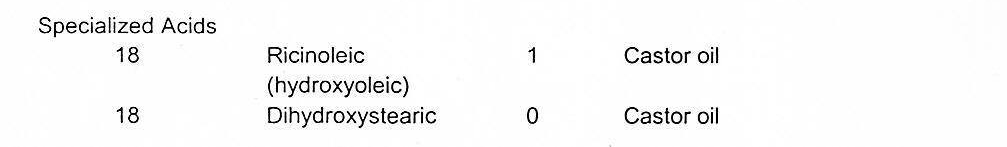 Specialized Acids
18 Ricinoleic 1 Castor oil
(hydroxyoleic)
18 Dihydroxystearic 0 Castor oil